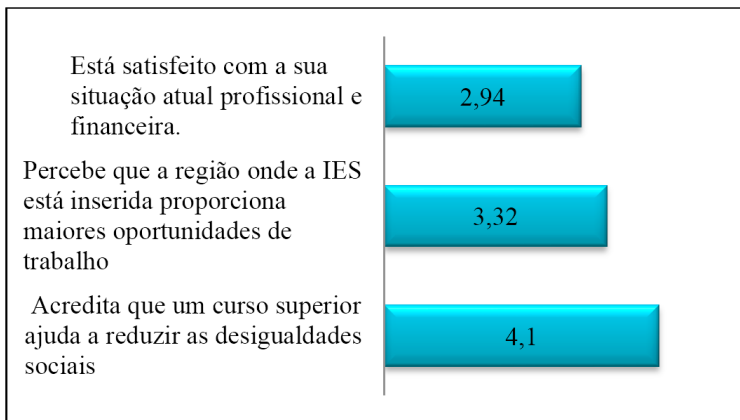 Está satisfeito com a sua
situação atual profissional e
financeira.
2,94
Percebe que a região onde a IES
está inserida proporciona
maiores oportunidades de
trabalho
3,32
Acredita que um curso superior
ajuda a reduzir as desigualdades
sociais
4,1